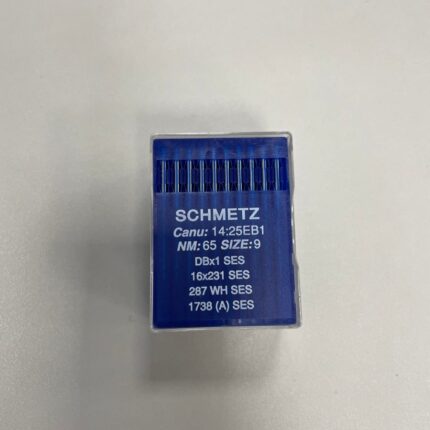 SCHMETZ
Canu: 14:25EB1
NM: 65 SIZE: 9
DBx1 SES
16x231 SES
287 WH SES
1738 (A) SES